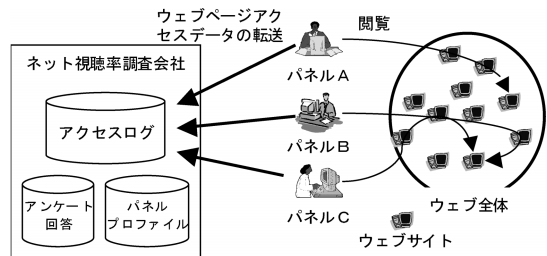 ウェブページアク
セスデータの転送
閲覧
ネット視聴率調査会社
パネルA
アクセスログ
パネルB
アンケート
回答
パネル
プロファイル
パネルC
ウェブ全体
ウェブサイト